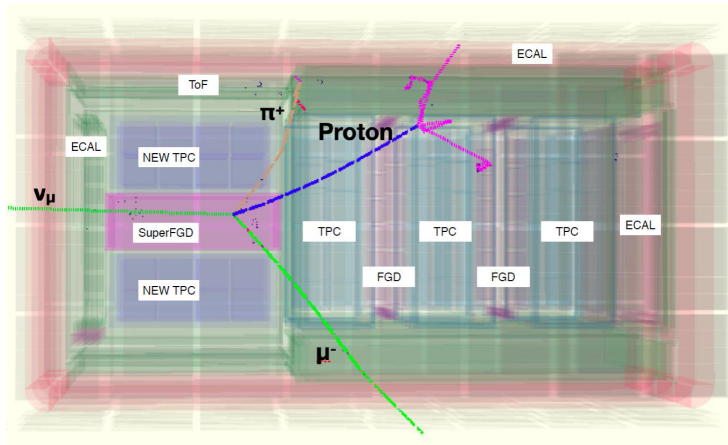 ECAL
ToF
π+
Proton
ECAL
NEW TPC
νμ
SuperFGD
TPC
TPC
TPC
ECAL
FGD
FGD
NEW TPC
μ-